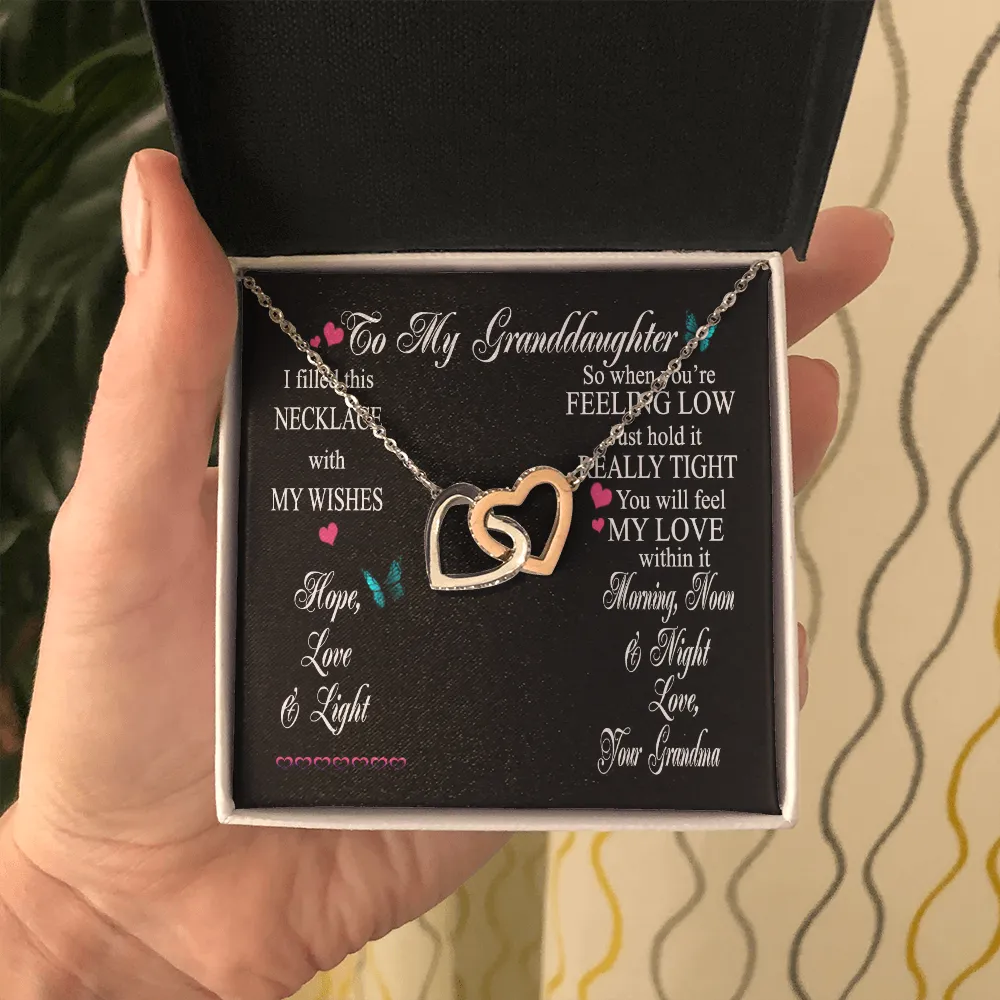 To My Granddaughter
I filled this
NECKLACE
with
MY WISHES
Hope,
Love
& Light
So when you're
FEELING LOW
Just hold it
REALLY TIGHT
You will feel
MY LOVE
within it
Morning, Noon
& Night
Love,
Your Grandma